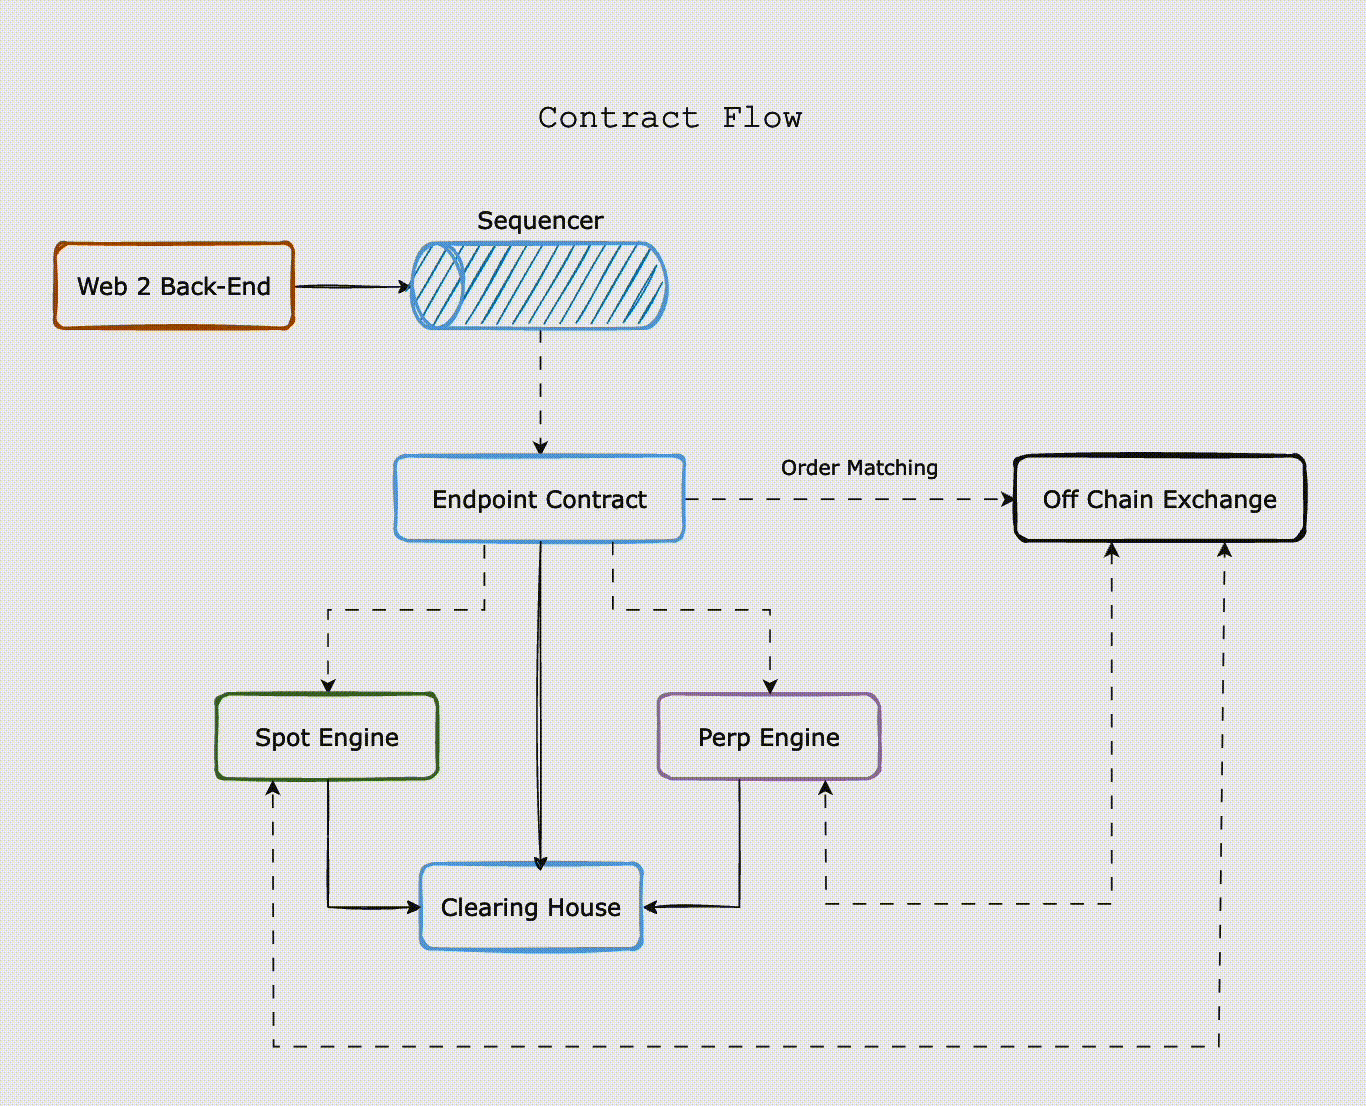 Contract Flow
Sequencer
Web 2 Back-End
Order Matching
Endpoint Contract
Off Chain Exchange
Spot Engine
Perp Engine
Clearing House